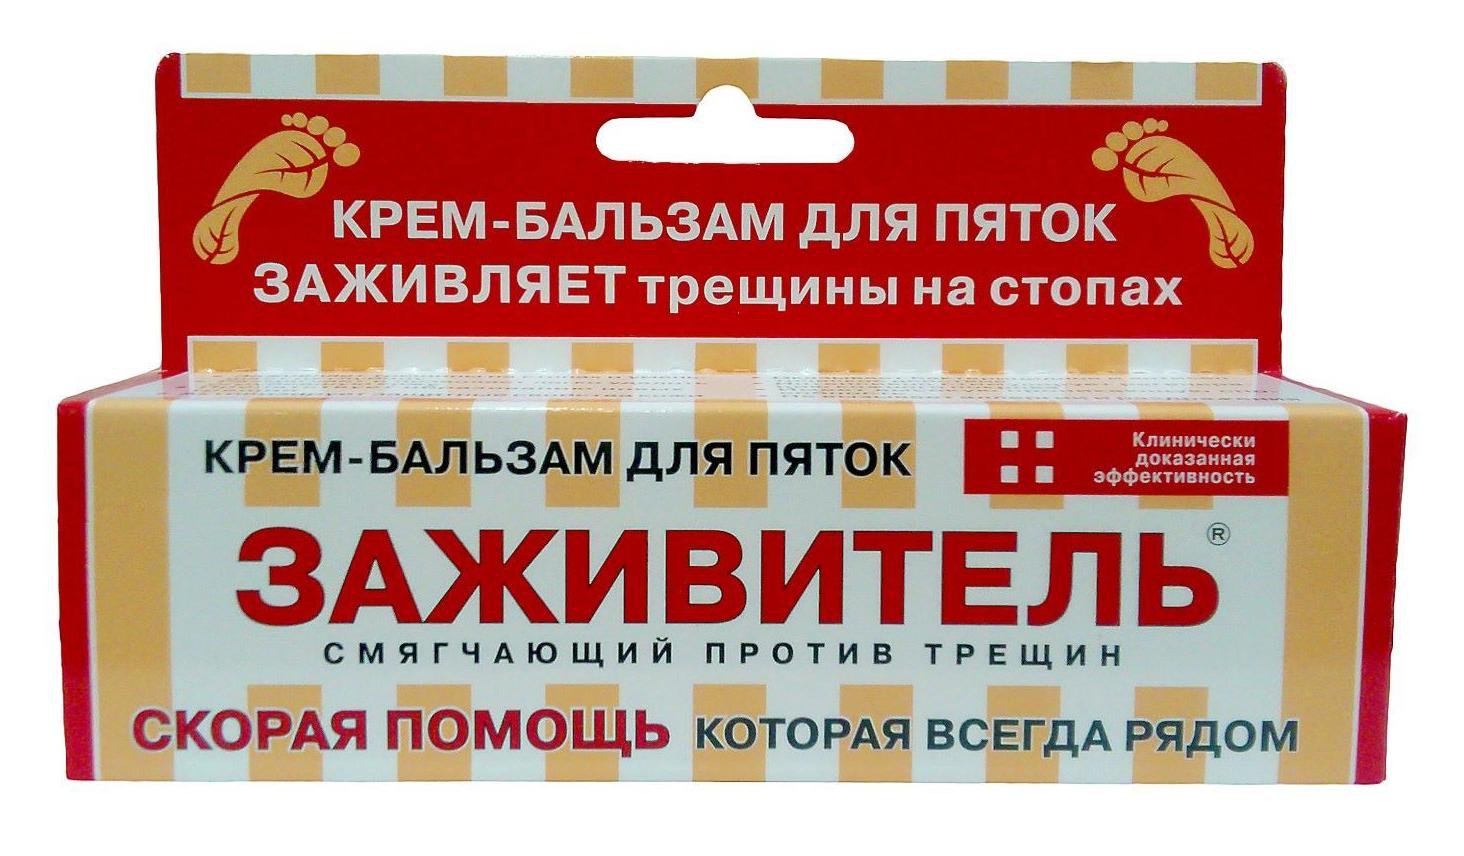 КРЕМ-БАЛЬЗАМ ДЛЯ ПЯТОК
ЗАЖИВЛЯЕТ трещины на стопах
КРЕМ-БАЛЬЗАМ ДЛЯ ПЯТОК
Клинически
доказанная
эффективность
ЗАЖИВИТЕЛЬ®
СМЯГЧАЮЩИЙ ПРОТИВ ТРЕЩИН
СКОРАЯ ПОМОЩЬ КОТОРАЯ ВСЕГДА РЯДОМ